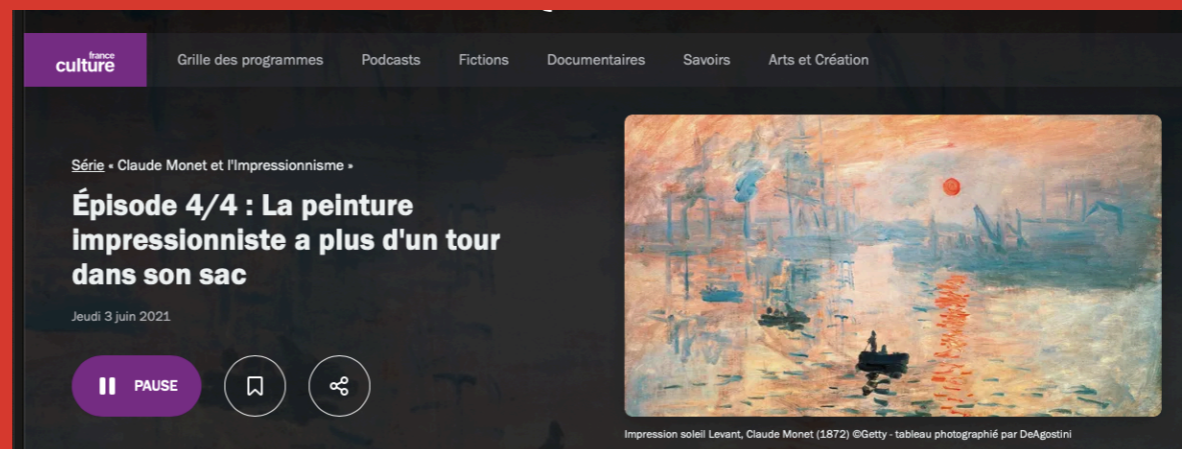 france
culture
Grille des programmes
Podcasts
Fictions
Documentaires
Savoirs
Arts et Création
Série « Claude Monet et l'Impressionnisme »
Épisode 4/4 : La peinture
impressionniste a plus d'un tour
dans son sac
Jeudi 3 juin 2021
PAUSE
Impression soleil Levant, Claude Monet (1872) ©Getty - tableau photographié par DeAgostini